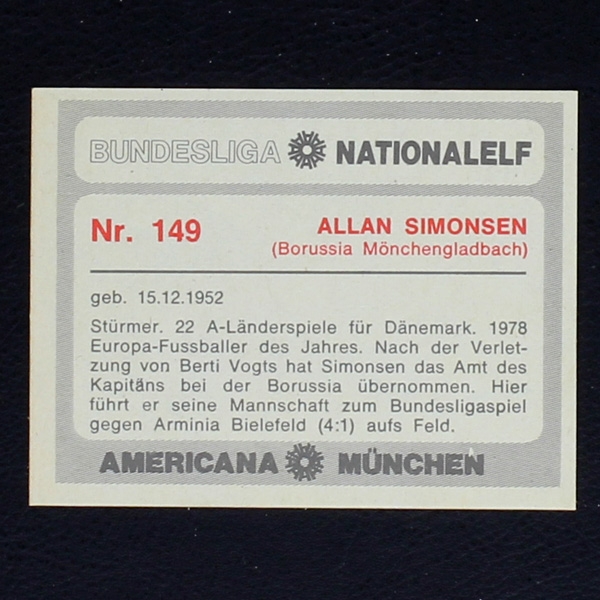 BUNDESLIGA NATIONALELF
Nr. 149 ALLAN SIMONSEN
(Borussia Mönchengladbach)
geb. 15.12.1952
Stürmer. 22 A-Länderspiele für Dänemark. 1978
Europa-Fussballer des Jahres. Nach der Verlet-
zung von Berti Vogts hat Simonsen das Amt des
Kapitäns bei der Borussia übernommen. Hier
führt er seine Mannschaft zum Bundesligaspiel
gegen Arminia Bielefeld (4:1) aufs Feld.
AMERICANA MÜNCHEN